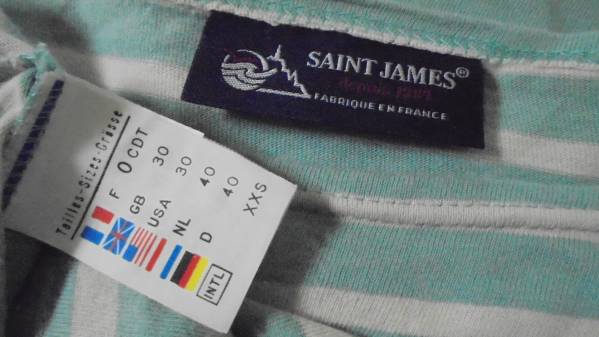 SAINT JAMES®
depuis 1889
FABRIQUE EN FRANCE
Tailles-Sizes-Grösse
F 0 CDT
GB 30
USA 30
NL 40
D 40
INTL XXS